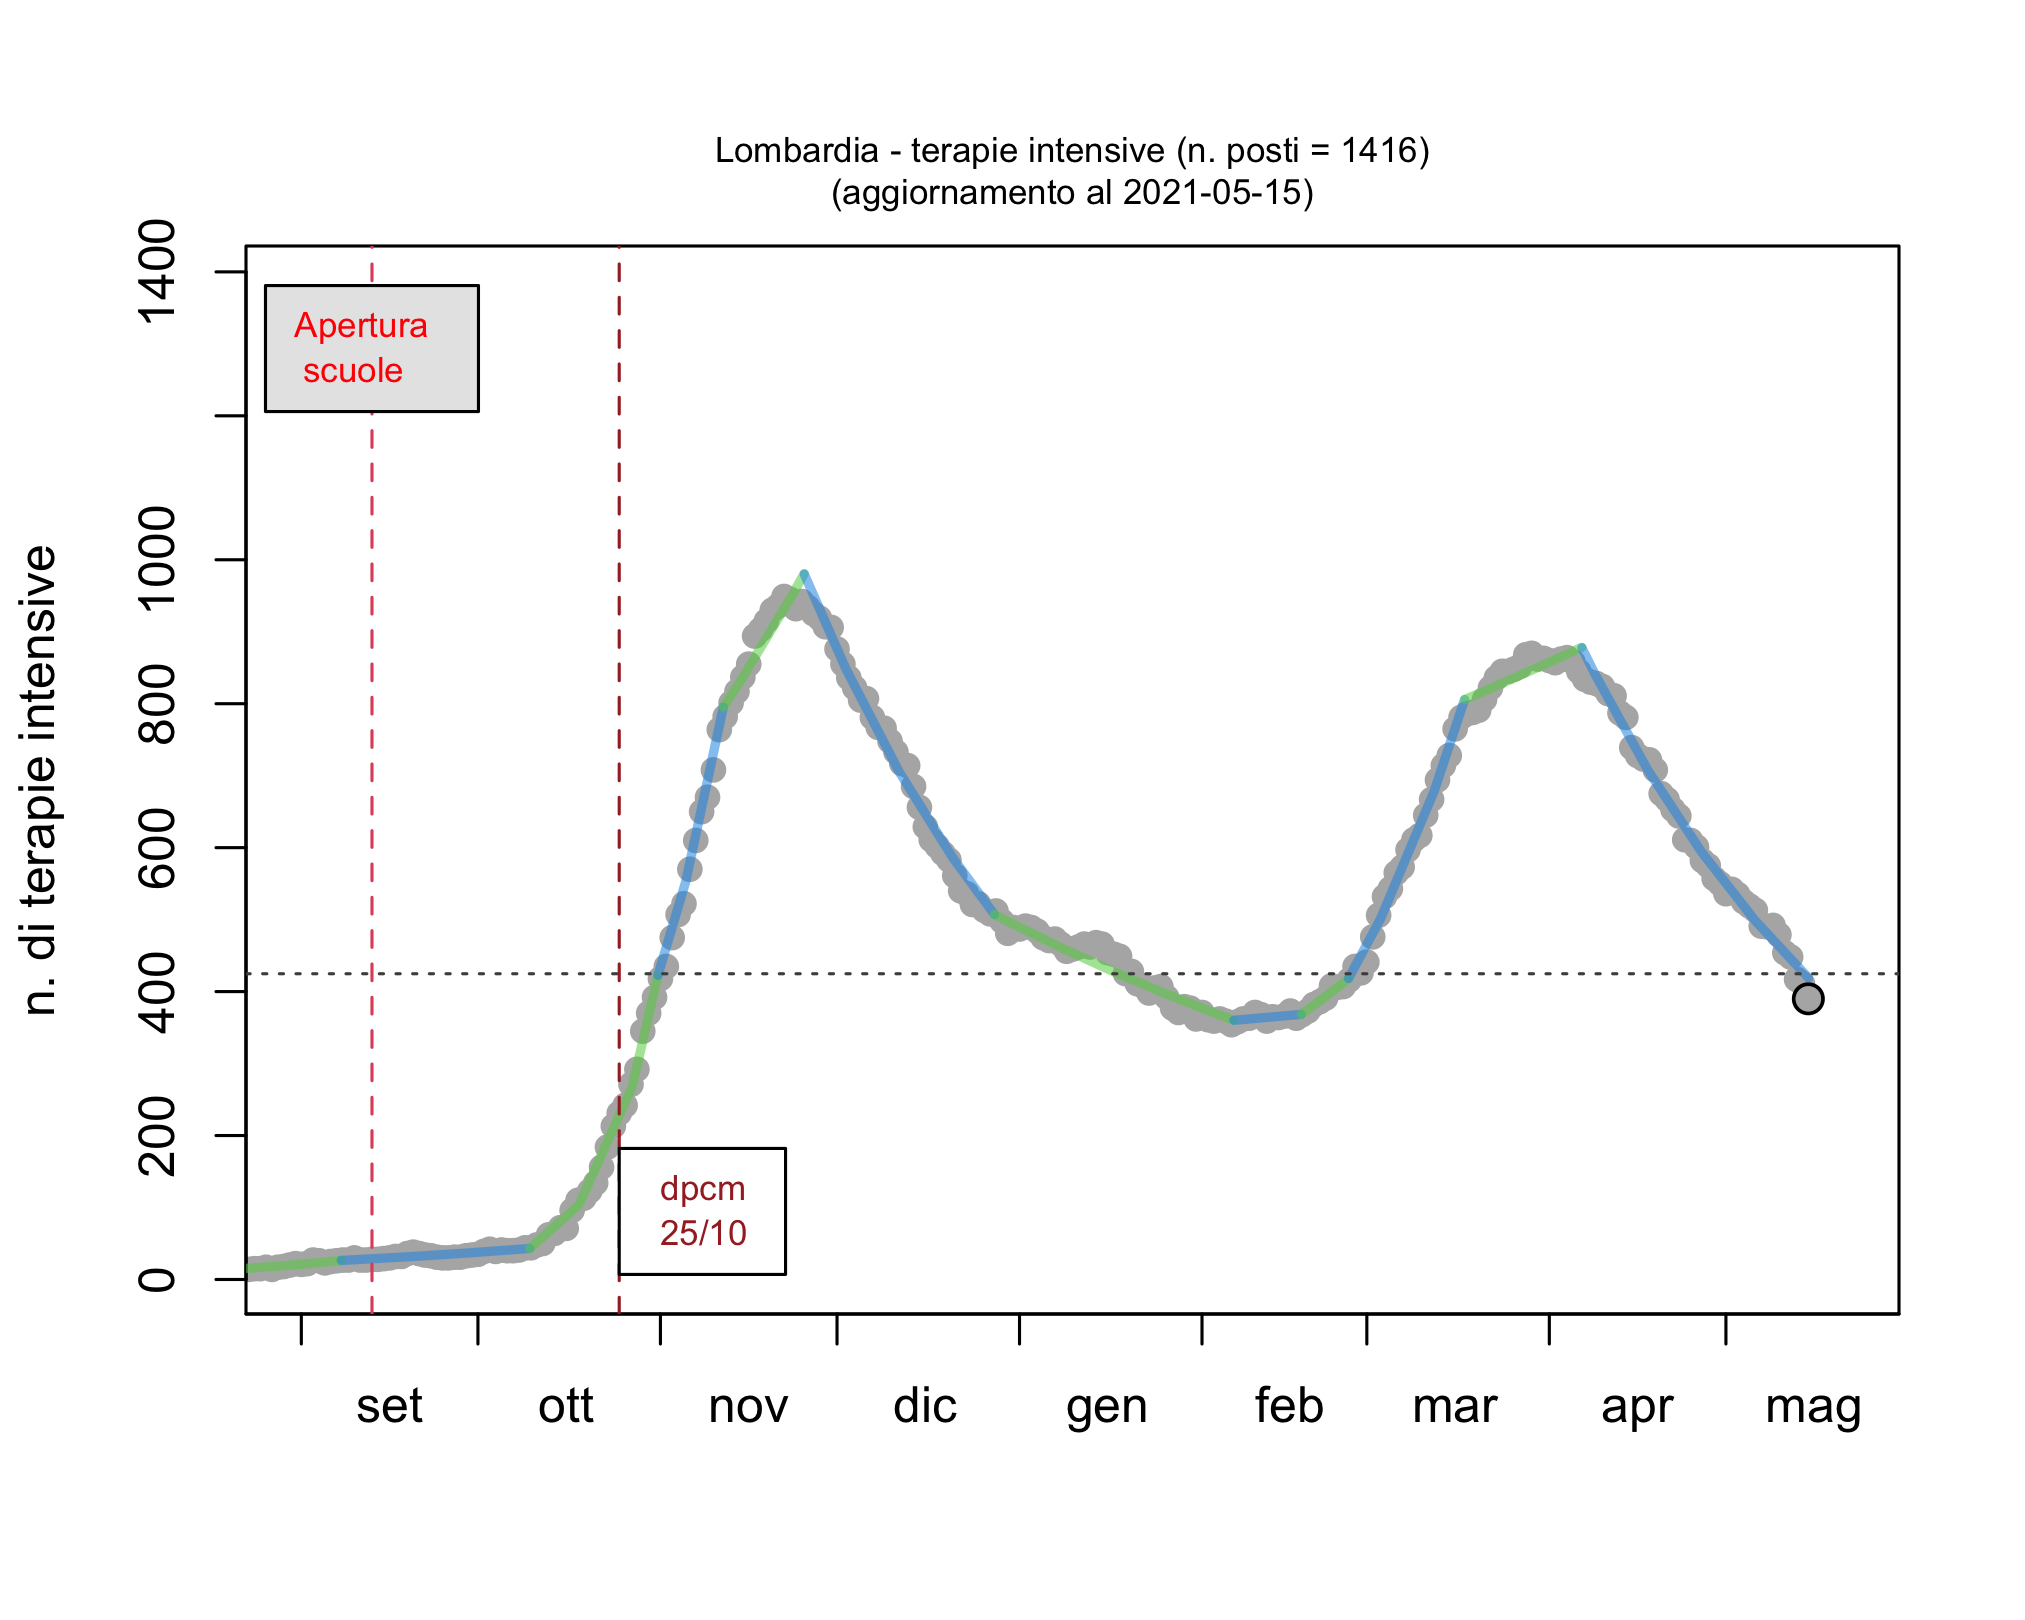 Lombardia - terapie intensive (n. posti = 1416)
(aggiornamento al 2021-05-15)
n. di terapie intensive
1400
1000
800
600
400
200
0
Apertura
scuole
dpcm
25/10
set ott nov dic gen feb mar apr mag